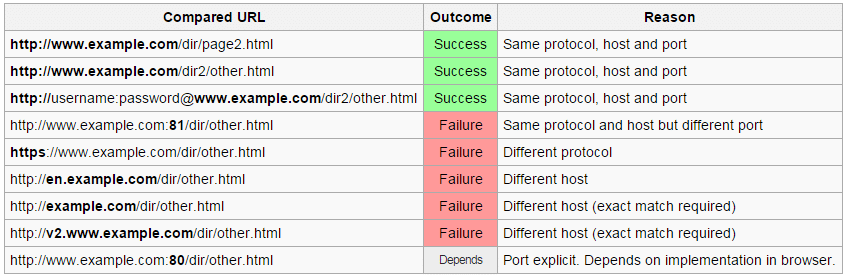 Compared URL Outcome Reason
http://www.example.com/dir/page2.html Success Same protocol, host and port
http://www.example.com/dir2/other.html Success Same protocol, host and port
http://username:password@www.example.com/dir2/other.html Success Same protocol, host and port
http://www.example.com:81/dir/other.html Failure Same protocol and host but different port
https://www.example.com/dir/other.html Failure Different protocol
http://en.example.com/dir/other.html Failure Different host
http://example.com/dir/other.html Failure Different host (exact match required)
http://v2.www.example.com/dir/other.html Failure Different host (exact match required)
http://www.example.com:80/dir/other.html Depends Port explicit. Depends on implementation in browser.